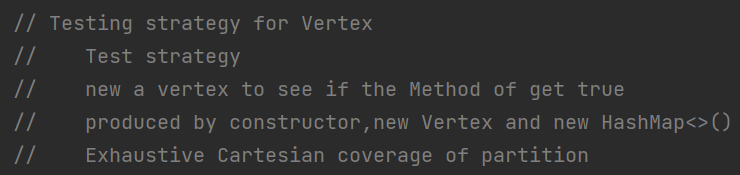 // Testing strategy for Vertex
//    Test strategy
//    new a vertex to see if the Method of get true
//    produced by constructor,new Vertex and new HashMap<>()
//    Exhaustive Cartesian coverage of partition